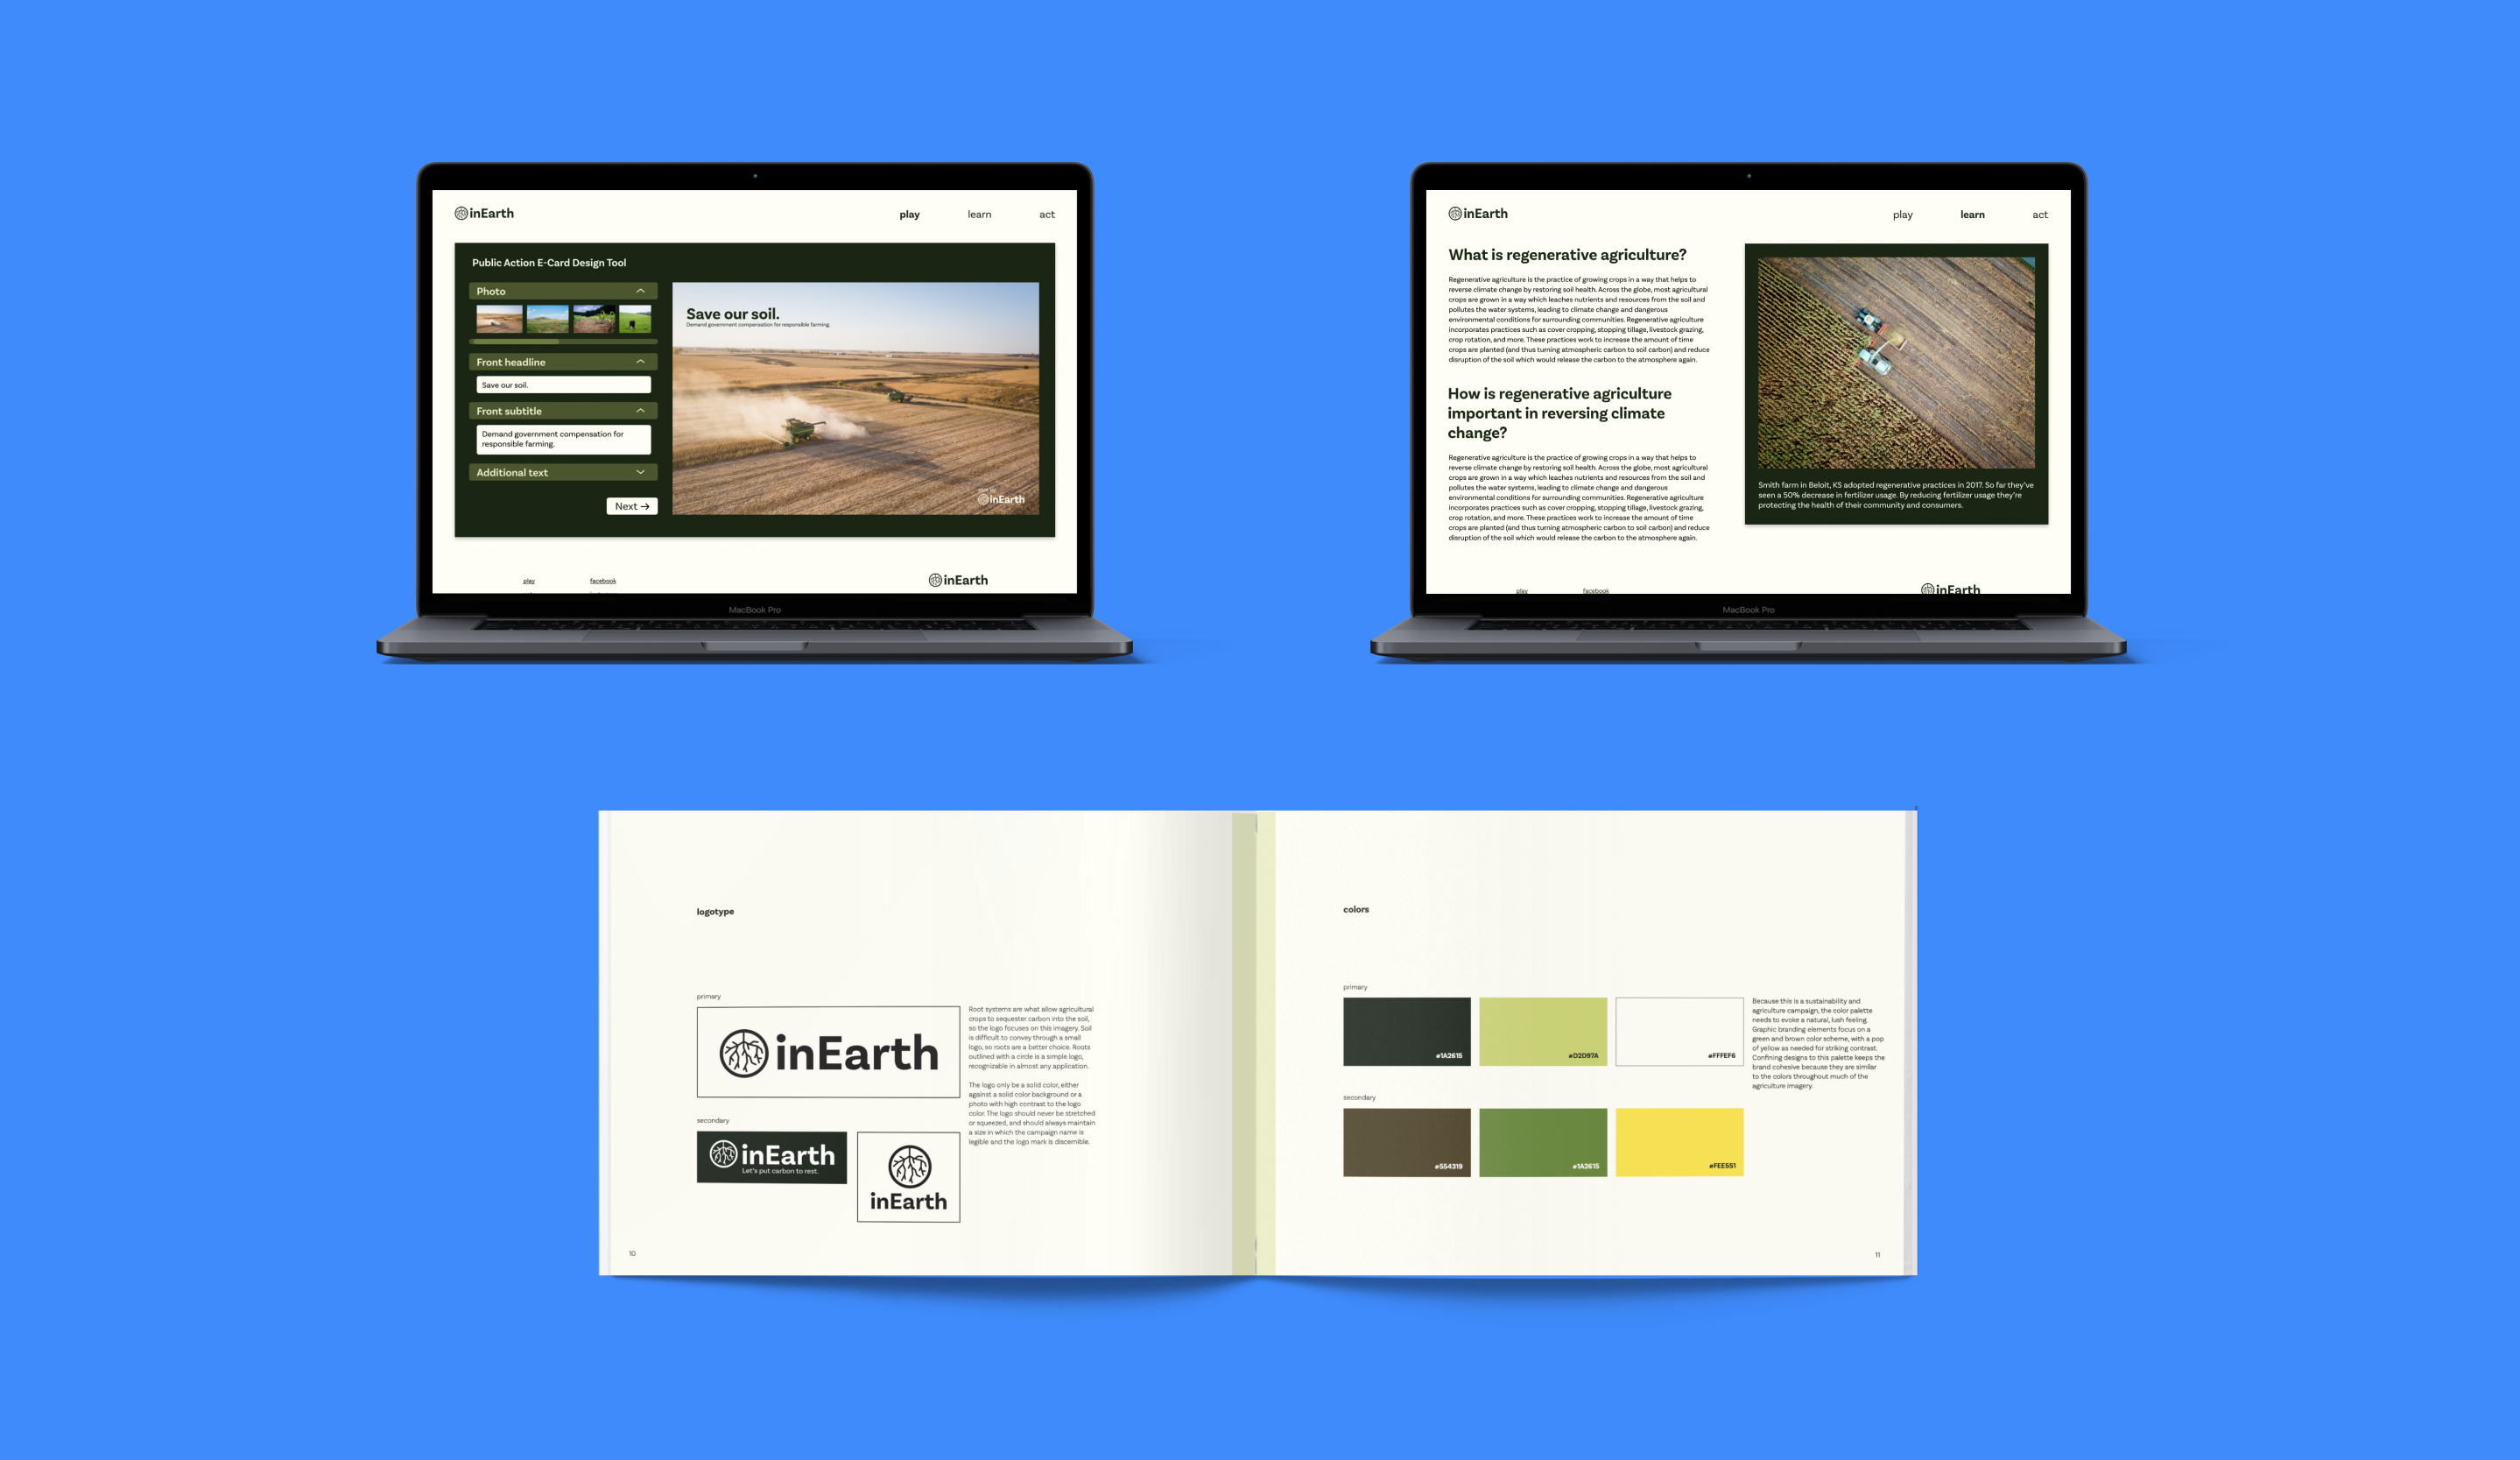 inEarth
play learn act
Public Action E-Card Design Tool
Photo
Front headline
Save our soil.
Front subtitle
Demand government compensation for
responsible farming.
Additional text
Next →
Save our soil.
Demand government compensation for responsible farming.
inEarth
play facebook
inEarth
MacBook Pro
inEarth
play learn act
What is regenerative agriculture?
Regenerative agriculture is the practice of growing crops in a way that helps to
reverse climate change by restoring soil health. Across the globe, most agricultural
crops are grown in a way which leaches nutrients and resources from the soil and
pollutes the water systems, leading to climate change and dangerous
environmental conditions for surrounding communities. Regenerative agriculture
incorporates practices such as cover cropping, stopping tillage, livestock grazing,
crop rotation, and more. These practices work to increase the amount of time
crops are planted (and thus turning atmospheric carbon to soil carbon) and reduce
disruption of the soil which would release the carbon to the atmosphere again.
How is regenerative agriculture
important in reversing climate
change?
Regenerative agriculture is the practice of growing crops in a way that helps to
reverse climate change by restoring soil health. Across the globe, most agricultural
crops are grown in a way which leaches nutrients and resources from the soil and
pollutes the water systems, leading to climate change and dangerous
environmental conditions for surrounding communities. Regenerative agriculture
incorporates practices such as cover cropping, stopping tillage, livestock grazing,
crop rotation, and more. These practices work to increase the amount of time
crops are planted (and thus turning atmospheric carbon to soil carbon) and reduce
disruption of the soil which would release the carbon to the atmosphere again.
Smith farm in Beloit, KS adopted regenerative practices in 2017. So far they've
seen a 50% decrease in fertilizer usage. By reducing fertilizer usage they're
protecting the health of their community and consumers.
play facebook
inEarth
MacBook Pro
logotype
primary
inEarth
Root systems are what allow agricultural
crops to sequester carbon into the soil,
so the logo focuses on this imagery. Soil
is difficult to convey through a small
logo, so roots are a better choice. Roots
outlined with a circle is a simple logo,
recognizable in almost any application.
The logo only be a solid color, either
against a solid color background or a
photo with high contrast to the logo
color. The logo should never be stretched
or squeezed, and should always maintain
a size in which the campaign name is
legible and the logo mark is discernible.
secondary
inEarth
Let's put carbon to rest.
inEarth
10
colors
primary
#1A2615
#D2D97A
#FFFEF6
Because this is a sustainability and
agriculture campaign, the color palette
needs to evoke a natural, lush feeling.
Graphic branding elements focus on a
green and brown color scheme, with a pop
of yellow as needed for striking contrast.
Confining designs to this palette keeps the
brand cohesive because they are similar
to the colors throughout much of the
agriculture imagery.
secondary
#554319
#1A2615
#FEE551
11